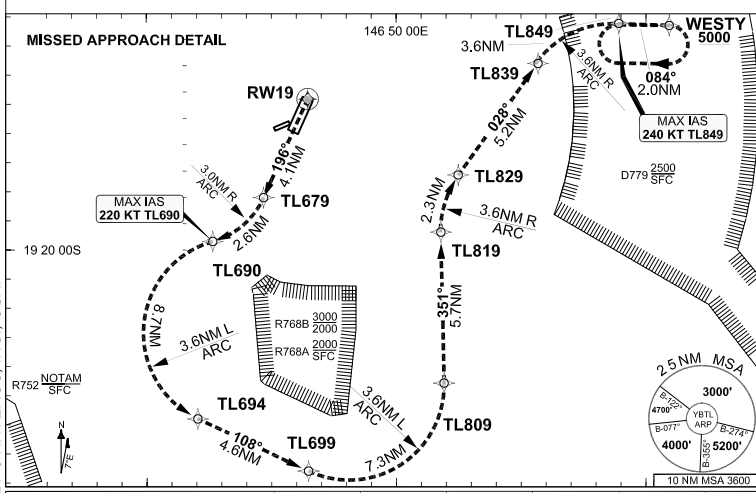 MISSED APPROACH DETAIL
146 50 00E
TL849
WESTY
5000
3.6NM
TL839
3.6NM R
ARC
084°
2.0NM
RW19
MAX IAS
240 KT TL849
196°
4.1NM
028°
5.2NM
D779 2500
SFC
3.0NM R
ARC
TL679
TL829
MAX IAS
220 KT TL690
2.6NM
2.3NM
3.6NM R
ARC
19 20 00S
TL690
TL819
8.7NM
R768B 3000
2000
R768A 2000
SFC
351°
5.7NM
3.6NM L
ARC
R752 NOTAM
SFC
3.6NM L
ARC
TL809
TL694
108°
4.6NM
TL699
7.3NM
N
7°E
25 NM MSA
3000'
B-122°
4700'
YBTL
ARP
B-077°
B-274°
4000'
B-355°
5200'
10 NM MSA 3600